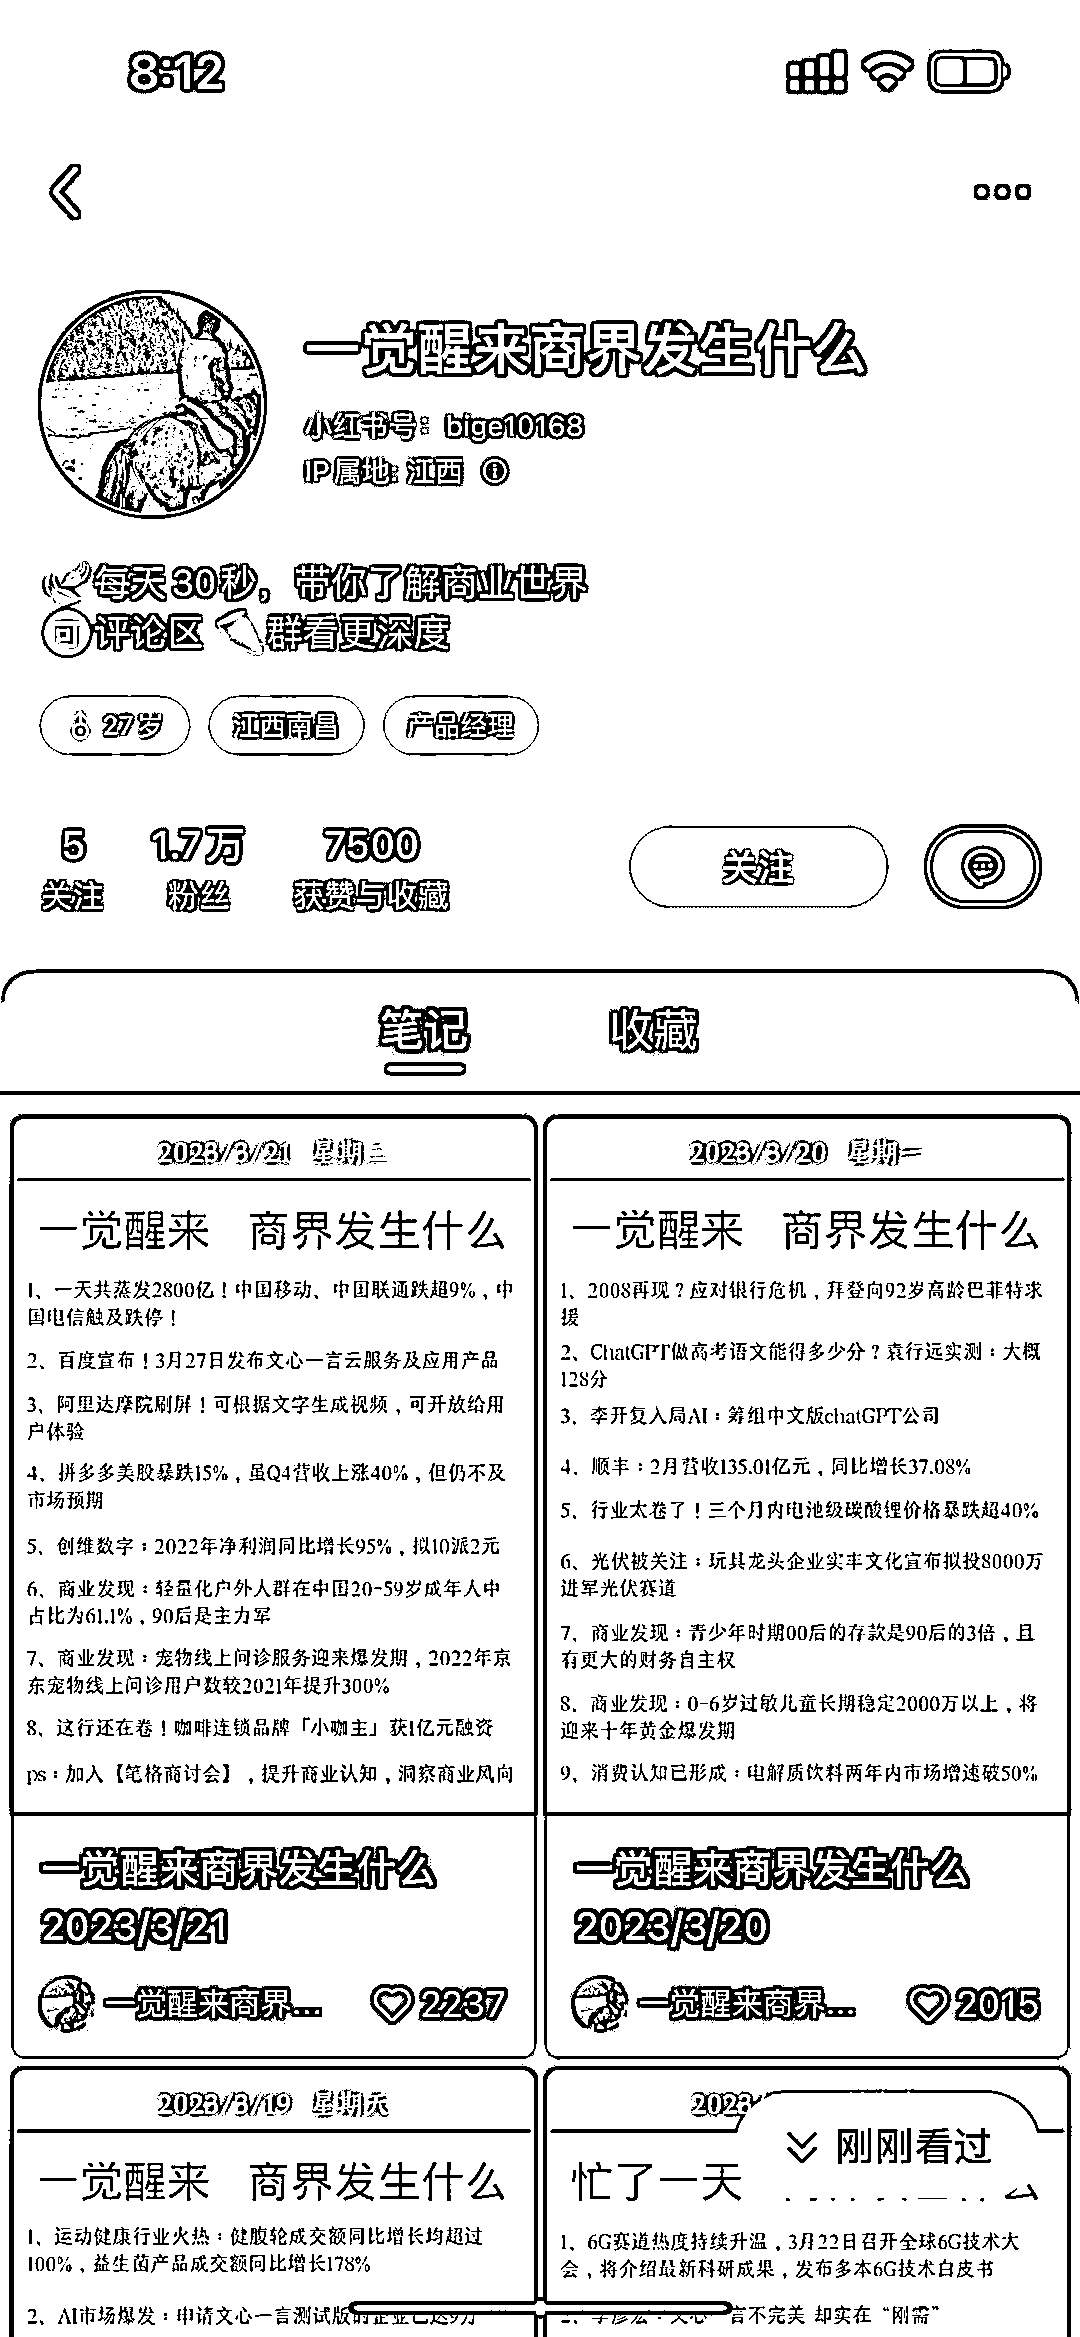 8:12
一觉醒来商界发生什么
小红书号: bige10168
IP属地: 江西
每天30秒，带你了解商业世界
可 评论区 群看更深度
27岁 江西南昌 产品经理
5 1.7万 7500
关注 粉丝 获赞与收藏
关注
笔记 收藏
2023/3/21 星期二
一觉醒来 商界发生什么
1、一天共蒸发2800亿！中国移动、中国联通跌超9%，中
国电信触及跌停！
2、百度宣布！3月27日发布文心一言云服务及应用产品
3、阿里达摩院刷屏！可根据文字生成视频，可开放给用
户体验
4、拼多多美股暴跌15%，虽Q4营收上涨40%，但仍不及
市场预期
5、创维数字：2022年净利润同比增长95%，拟10派2元
6、商业发现：轻量化户外人群在中国20-59岁成年人中
占比为61.1%，90后是主力军
7、商业发现：宠物线上问诊服务迎来爆发期，2022年京
东宠物线上问诊用户数较2021年提升300%
8、这行还在卷！咖啡连锁品牌「小咖主」获1亿元融资
ps：加入【笔格商讨会】，提升商业认知，洞察商业风向
一觉醒来商界发生什么
2023/3/21
一觉醒来商界... 2237
2023/3/20 星期一
一觉醒来 商界发生什么
1、2008再现？应对银行危机，拜登向92岁高龄巴菲特求
援
2、ChatGPT做高考语文能得多少分？袁行远实测：大概
128分
3、李开复入局AI：筹组中文版chatGPT公司
4、顺丰：2月营收135.01亿元，同比增长37.08%
5、行业太卷了！三个月内电池级碳酸锂价格暴跌超40%
6、光伏被关注：玩具龙头企业实丰文化宣布拟投8000万
进军光伏赛道
7、商业发现：青少年时期00后的存款是90后的3倍，且
有更大的财务自主权
8、商业发现：0-6岁过敏儿童长期稳定2000万以上，将
迎来十年黄金爆发期
9、消费认知已形成：电解质饮料两年内市场增速破50%
一觉醒来商界发生什么
2023/3/20
一觉醒来商界... 2015
2023/3/19 星期天
一觉醒来 商界发生什么
1、运动健康行业火热：健腹轮成交额同比增长均超过
100%，益生菌产品成交额同比增长178%
2、AI市场爆发：申请文心一言测试版的企业已达9万
2023
刚刚看过
忙了一天
1、6G赛道热度持续升温，3月22日召开全球6G技术大
会，将介绍最新科研成果，发布多本6G技术白皮书
2、李彦宏：文心一言不完美 却实在“刚需”